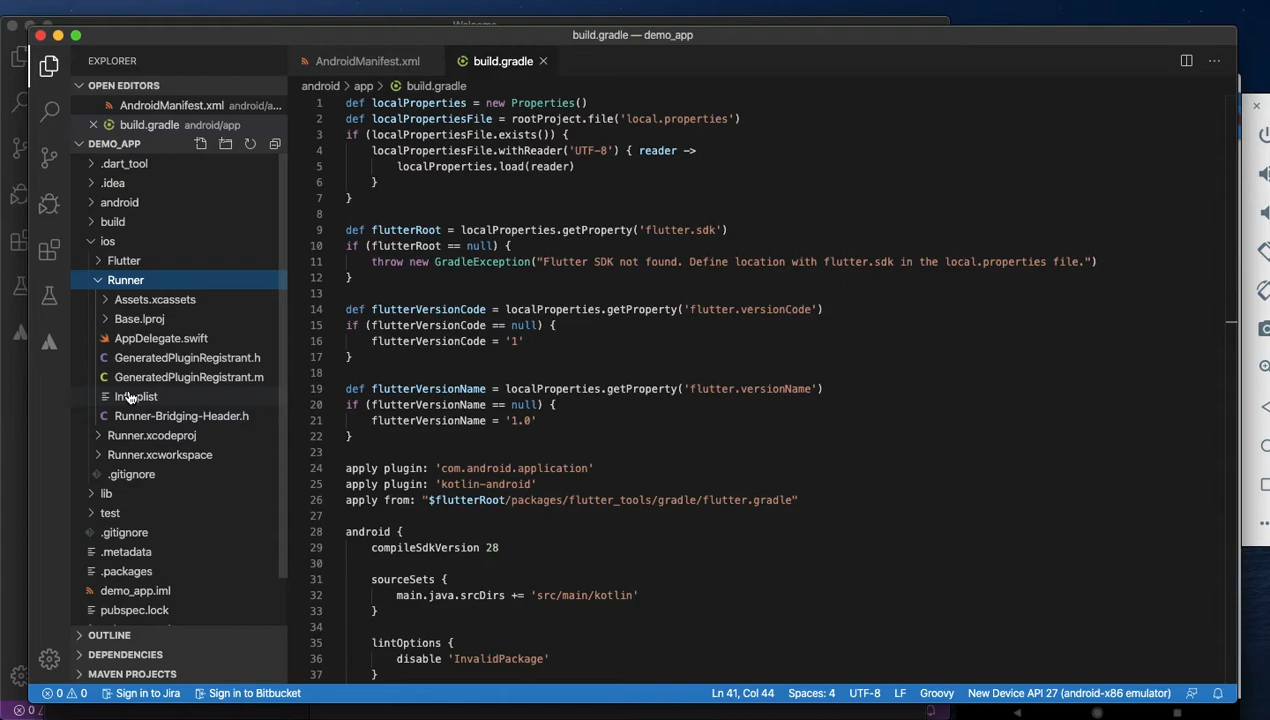 Welcome
build.gradle — demo_app
EXPLORER
OPEN EDITORS
AndroidManifest.xml android/a...
build.gradle android/app
DEMO_APP
.dart_tool
.idea
android
build
ios
Flutter
Runner
Assets.xcassets
Base.lproj
AppDelegate.swift
GeneratedPluginRegistrant.h
GeneratedPluginRegistrant.m
Info.plist
Runner-Bridging-Header.h
Runner.xcodeproj
Runner.xcworkspace
.gitignore
lib
test
.gitignore
.metadata
.packages
demo_app.iml
pubspec.lock
OUTLINE
DEPENDENCIES
MAVEN PROJECTS
AndroidManifest.xml
build.gradle
android > app > build.gradle
1 def localProperties = new Properties()
2 def localPropertiesFile = rootProject.file('local.properties')
3 if (localPropertiesFile.exists()) {
4 localPropertiesFile.withReader('UTF-8') { reader ->
5 localProperties.load(reader)
6 }
7 }
8
9 def flutterRoot = localProperties.getProperty('flutter.sdk')
10 if (flutterRoot == null) {
11 throw new GradleException("Flutter SDK not found. Define location with flutter.sdk in the local.properties file.")
12 }
13
14 def flutterVersionCode = localProperties.getProperty('flutter.versionCode')
15 if (flutterVersionCode == null) {
16 flutterVersionCode = '1'
17 }
18
19 def flutterVersionName = localProperties.getProperty('flutter.versionName')
20 if (flutterVersionName == null) {
21 flutterVersionName = '1.0'
22 }
23
24 apply plugin: 'com.android.application'
25 apply plugin: 'kotlin-android'
26 apply from: "$flutterRoot/packages/flutter_tools/gradle/flutter.gradle"
27
28 android {
29 compileSdkVersion 28
30
31 sourceSets {
32 main.java.srcDirs += 'src/main/kotlin'
33 }
34
35 lintOptions {
36 disable 'InvalidPackage'
37 }
0 0 Sign in to Jira Sign in to Bitbucket Ln 41, Col 44 Spaces: 4 UTF-8 LF Groovy New Device API 27 (android-x86 emulator)
0